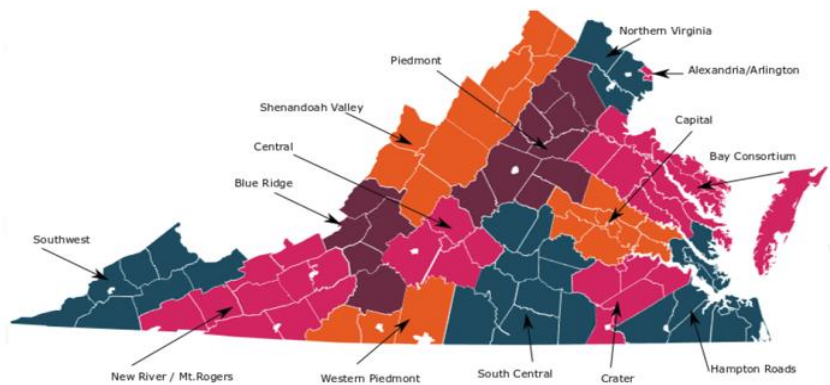 Northern Virginia
Piedmont
Alexandria/Arlington
Shenandoah Valley
Capital
Central
Bay Consortium
Blue Ridge
Southwest
New River / Mt.Rogers
Western Piedmont
South Central
Crater
Hampton Roads